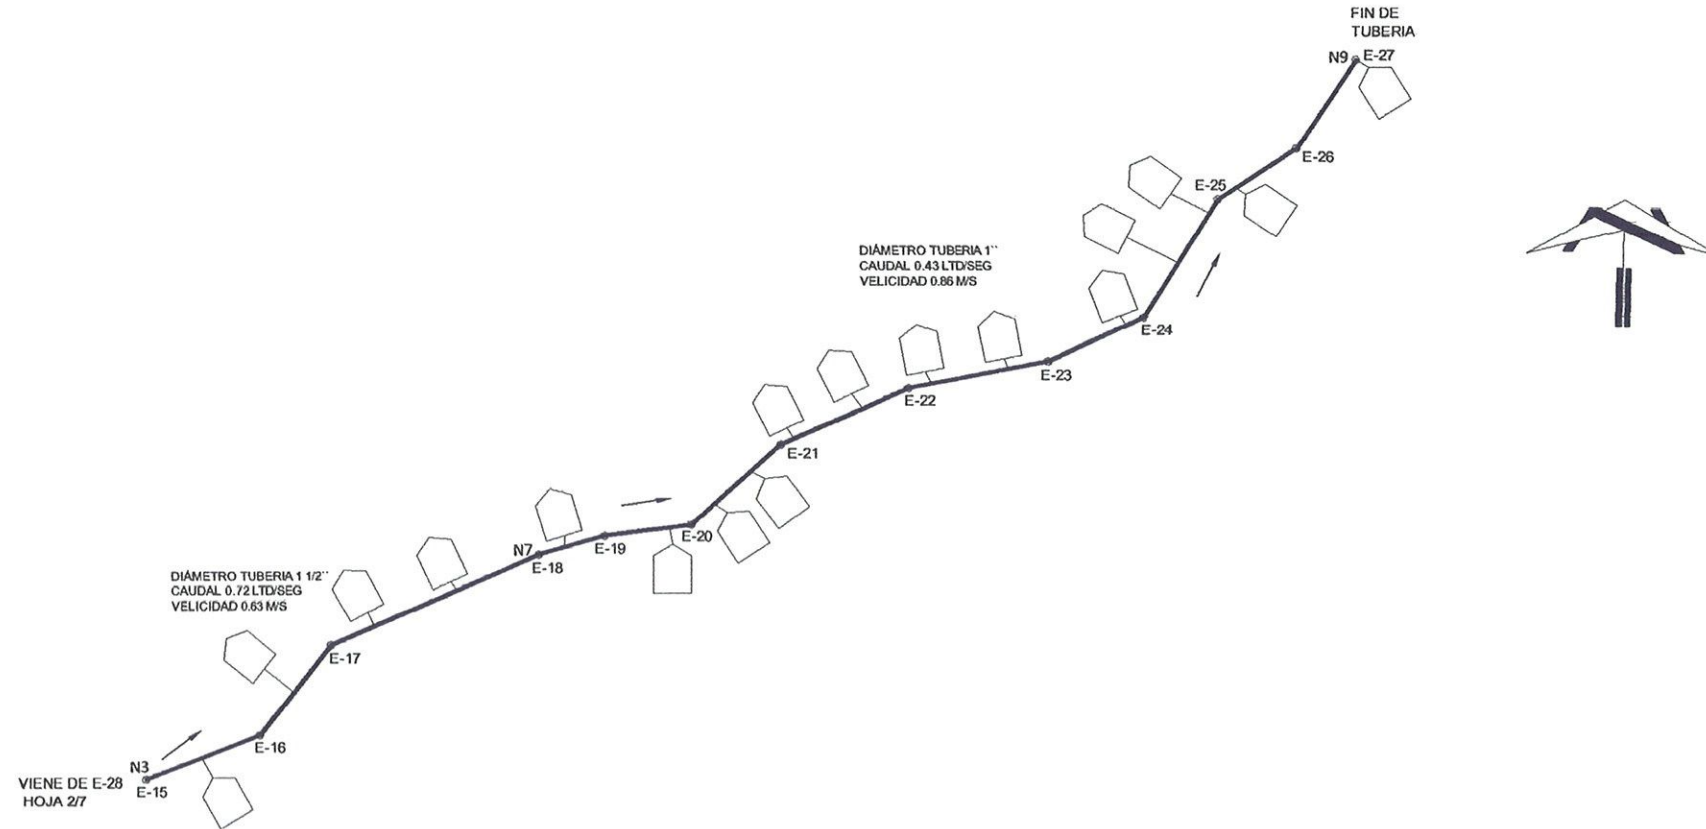 FIN DE
TUBERIA
N9 E-27
E-26
E-25
DIÁMETRO TUBERIA 1''
CAUDAL 0.43 LTD/SEG
VELICIDAD 0.86 M/S
E-24
E-23
E-22
E-21
E-20
E-19
N7
E-18
DIÁMETRO TUBERIA 1 1/2''
CAUDAL 0.72 LTD/SEG
VELICIDAD 0.63 M/S
E-17
E-16
N3
E-15
VIENE DE E-28
HOJA 2/7